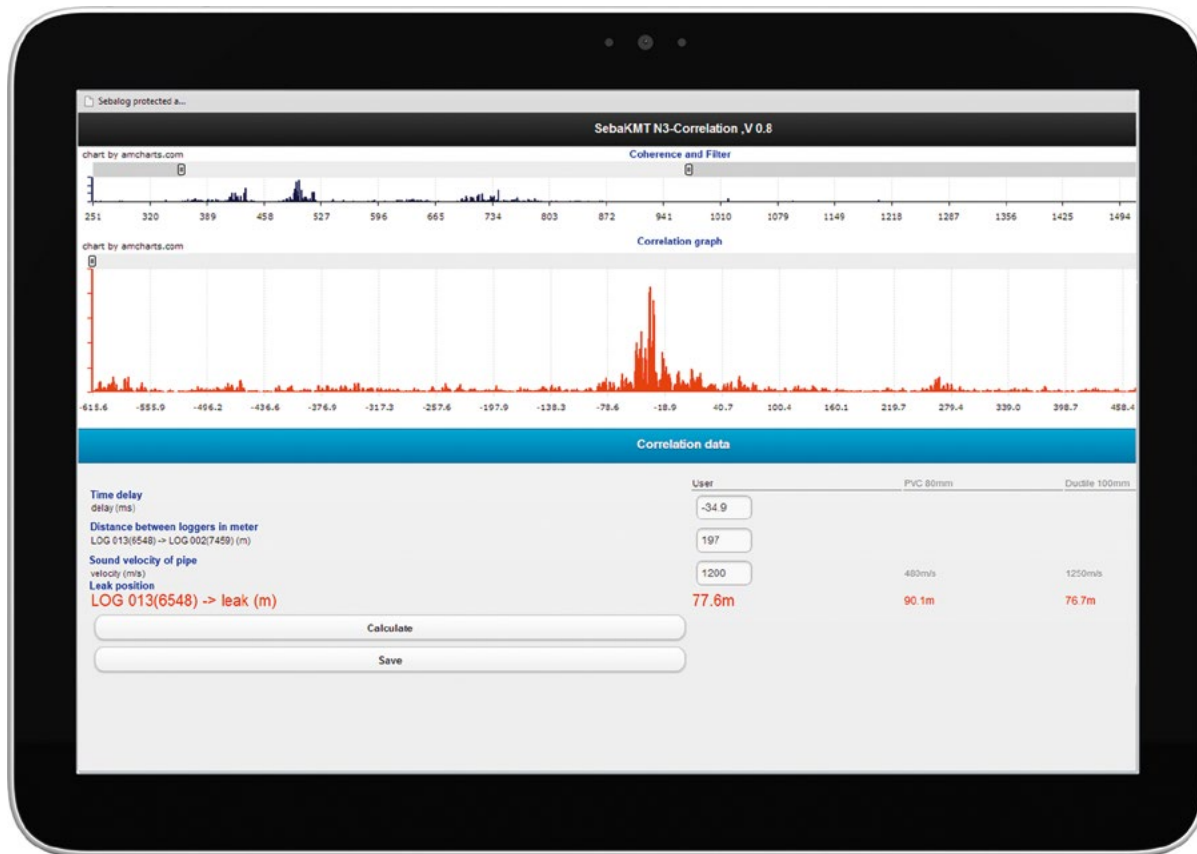 Sebalog protected a...
SebaKMT N3-Correlation ,V 0.8
chart by amcharts.com
Coherence and Filter
251 320 389 458 527 596 665 734 803 872 941 1010 1079 1149 1218 1287 1356 1425 1494
chart by amcharts.com
Correlation graph
-615.6 -555.9 -496.2 -436.6 -376.9 -317.3 -257.6 -197.9 -138.3 -78.6 -18.9 40.7 100.4 160.1 219.7 279.4 339.0 398.7 458.4
Correlation data
User PVC 80mm Ductile 100mm
Time delay
delay (ms) -34.9
Distance between loggers in meter
LOG 013(6548) -> LOG 002(7459) (m) 197
Sound velocity of pipe
velocity (m/s) 1200 480m/s 1250m/s
Leak position
LOG 013(6548) -> leak (m) 77.6m 90.1m 76.7m
Calculate
Save